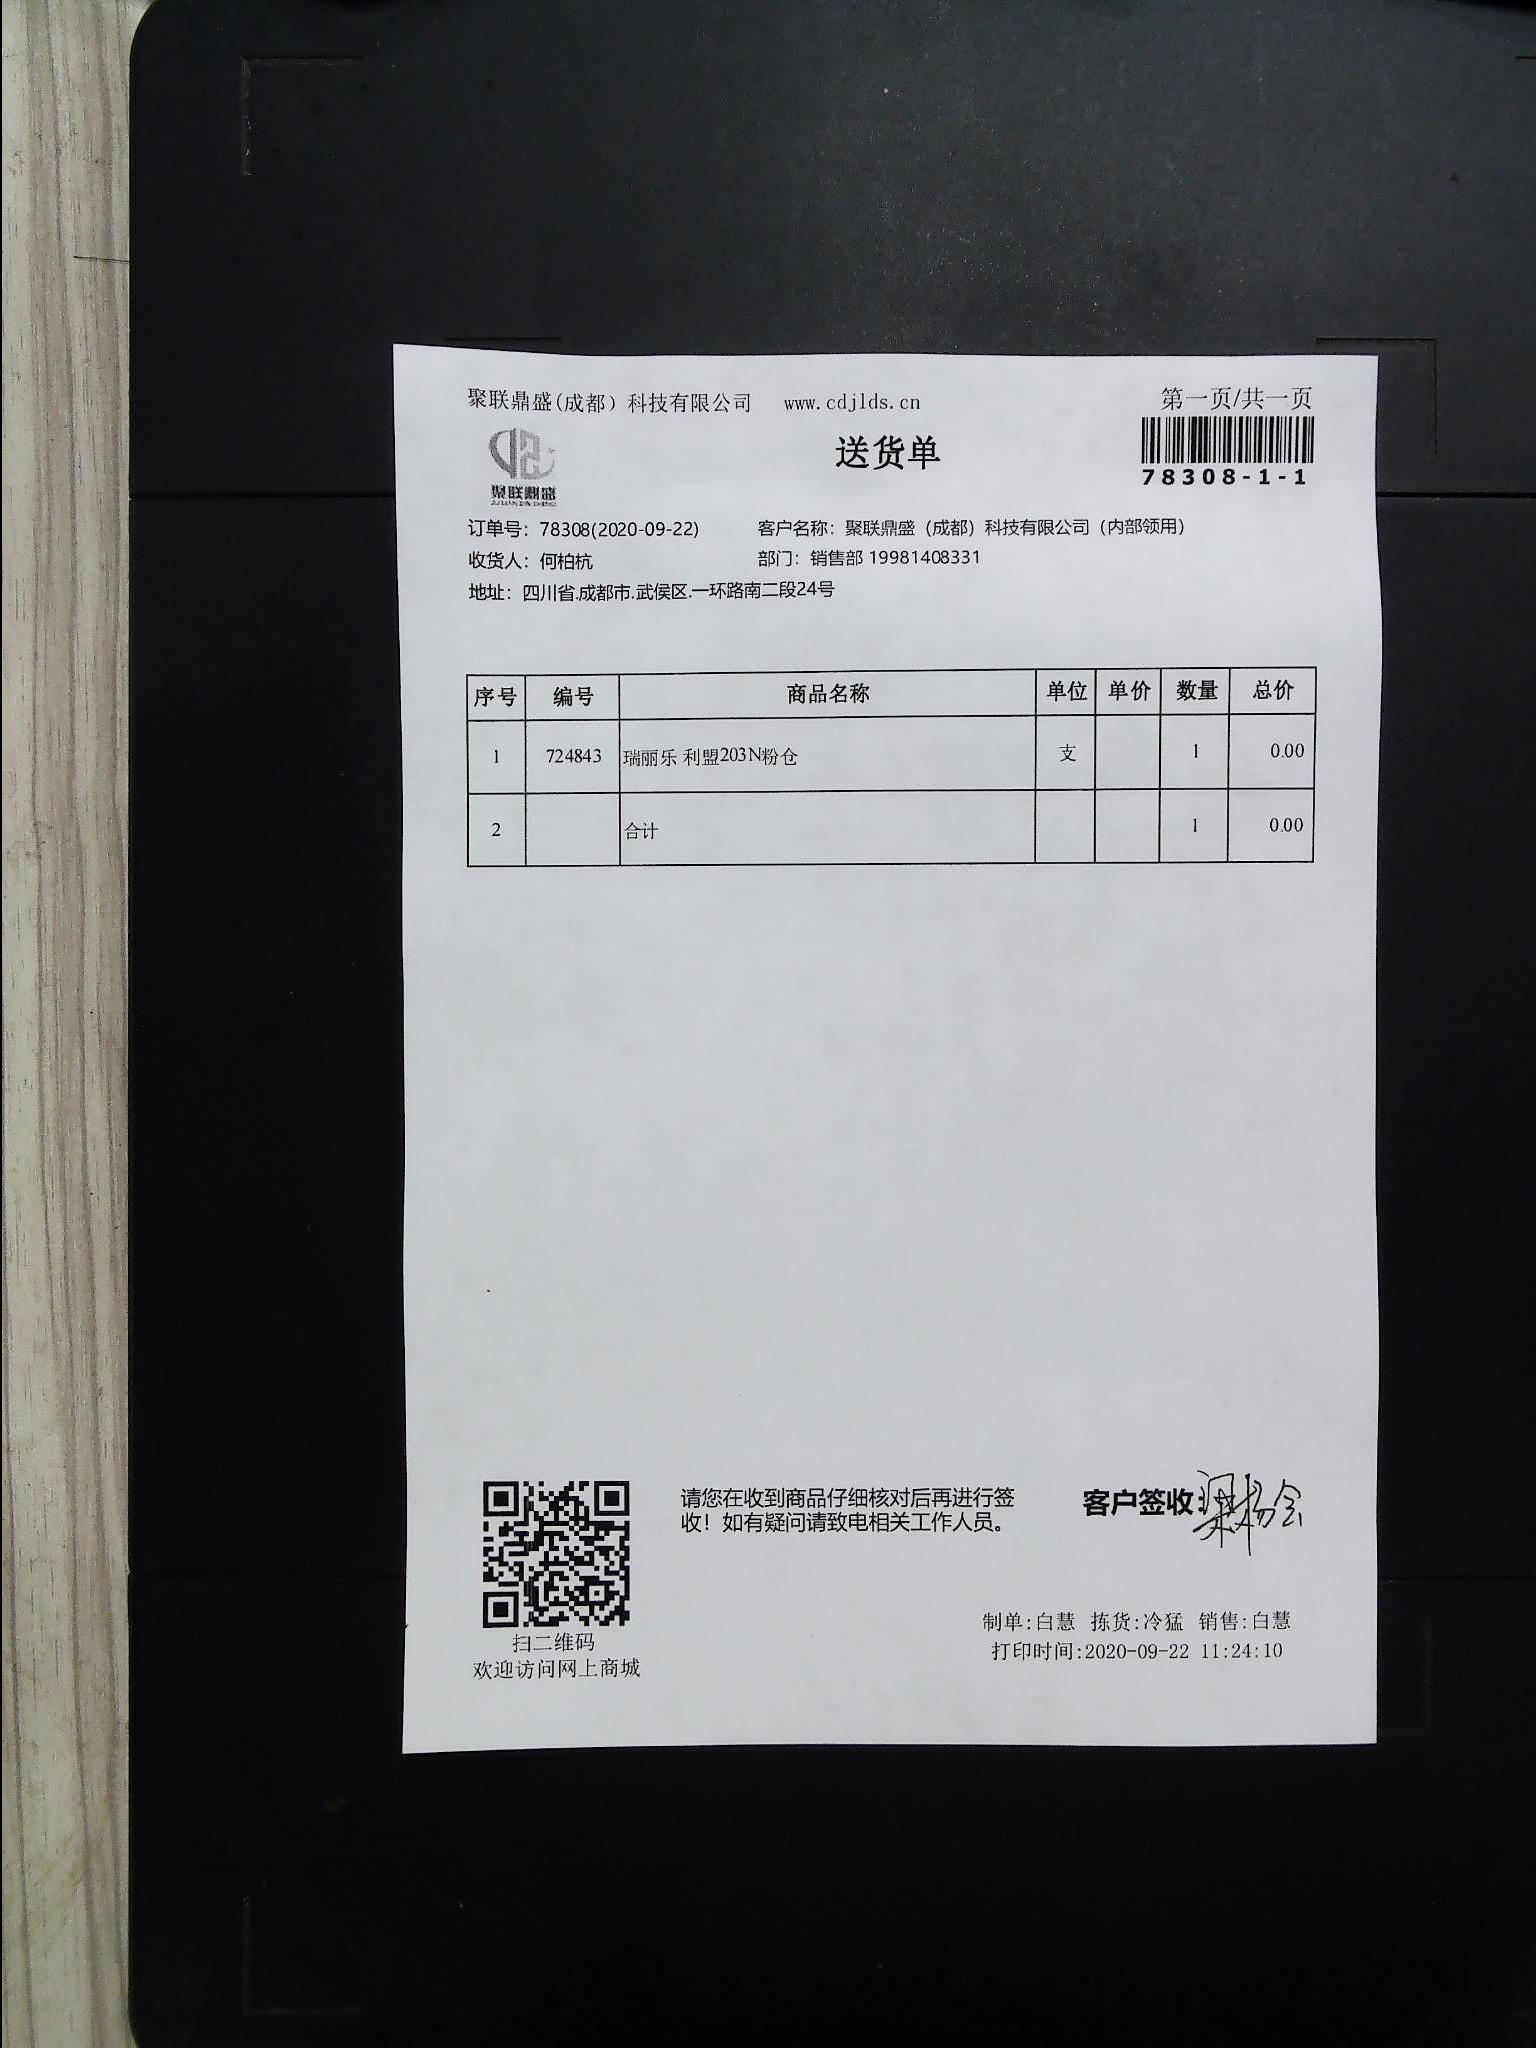 聚联鼎盛(成都）科技有限公司 www.cdjlds.cn
第一页/共一页
送货单
78308-1-1
聚联鼎盛
订单号：78308(2020-09-22) 客户名称：聚联鼎盛（成都）科技有限公司（内部领用）
收货人：何柏杭 部门：销售部 19981408331
地址：四川省.成都市.武侯区.一环路南二段24号
序号 编号 商品名称 单位 单价 数量 总价
1 724843 瑞丽乐 利盟203N粉仓 支 1 0.00
2 合计 1 0.00
请您在收到商品仔细核对后再进行签
收！如有疑问请致电相关工作人员。
客户签收:
扫二维码
欢迎访问网上商城
制单:白慧 拣货:冷猛 销售:白慧
打印时间:2020-09-22 11:24:10